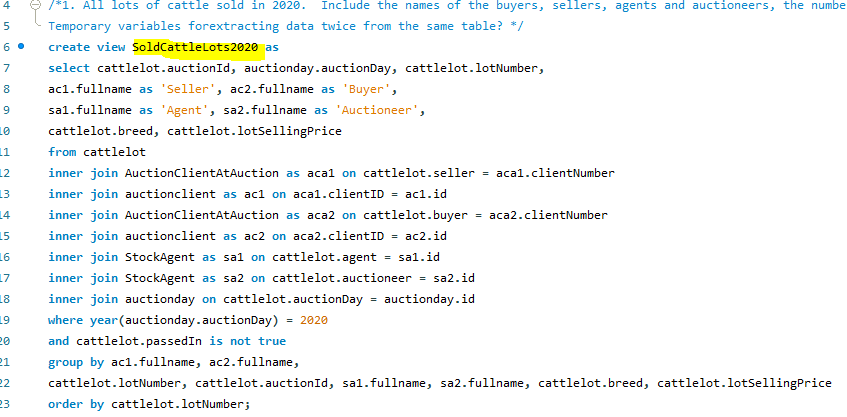 4 /*1. All lots of cattle sold in 2020.  Include the names of the buyers, sellers, agents and auctioneers, the numbe
5 Temporary variables forextracting data twice from the same table? */
6 create view SoldCattleLots2020 as
7 select cattlelot.auctionId, auctionday.auctionDay, cattlelot.lotNumber,
8 ac1.fullname as 'Seller', ac2.fullname as 'Buyer',
9 sa1.fullname as 'Agent', sa2.fullname as 'Auctioneer',
10 cattlelot.breed, cattlelot.lotSellingPrice
11 from cattlelot
12 inner join AuctionClientAtAuction as aca1 on cattlelot.seller = aca1.clientNumber
13 inner join auctionclient as ac1 on aca1.clientID = ac1.id
14 inner join AuctionClientAtAuction as aca2 on cattlelot.buyer = aca2.clientNumber
15 inner join auctionclient as ac2 on aca2.clientID = ac2.id
16 inner join StockAgent as sa1 on cattlelot.agent = sa1.id
17 inner join StockAgent as sa2 on cattlelot.auctioneer = sa2.id
18 inner join auctionday on cattlelot.auctionDay = auctionday.id
19 where year(auctionday.auctionDay) = 2020
20 and cattlelot.passedIn is not true
21 group by ac1.fullname, ac2.fullname,
22 cattlelot.lotNumber, cattlelot.auctionId, sa1.fullname, sa2.fullname, cattlelot.breed, cattlelot.lotSellingPrice
23 order by cattlelot.lotNumber;